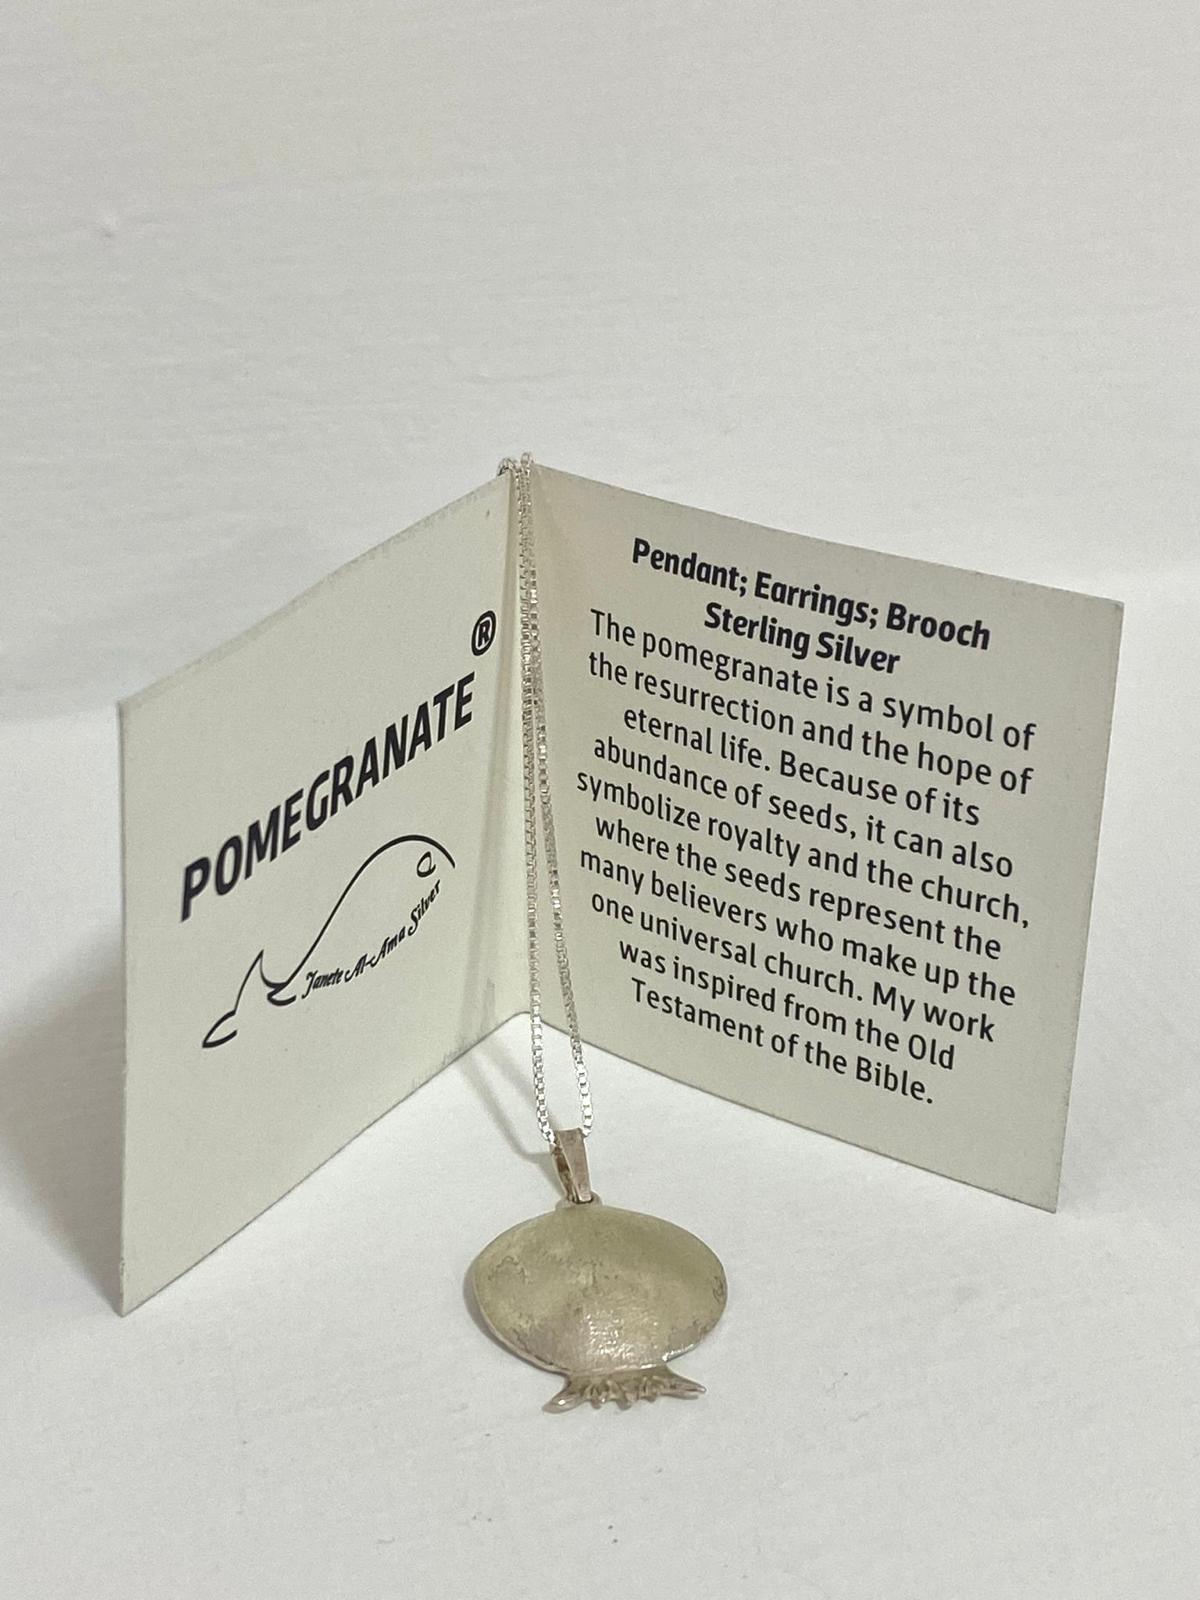 POMEGRANATE®
Janete Al-Ama Silver
Pendant; Earrings; Brooch
Sterling Silver
The pomegranate is a symbol of
the resurrection and the hope of
eternal life. Because of its
abundance of seeds, it can also
symbolize royalty and the church,
where the seeds represent the
many believers who make up the
one universal church. My work
was inspired from the Old
Testament of the Bible.